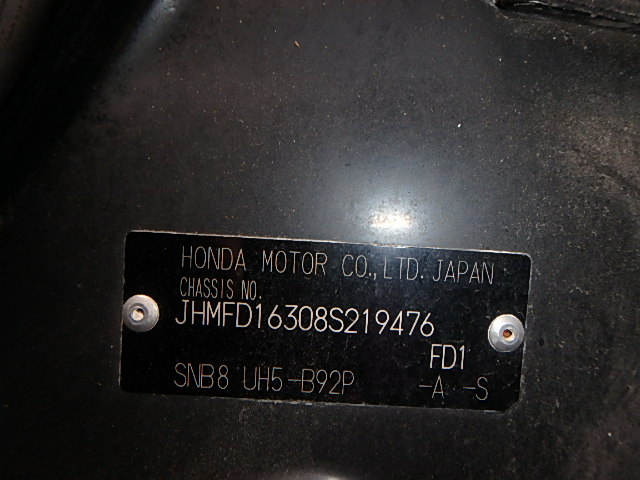 HONDA MOTOR CO.,LTD. JAPAN
CHASSIS NO.
JHMFD16308S219476
FD1
SNB8 UH5-B92P -A -S